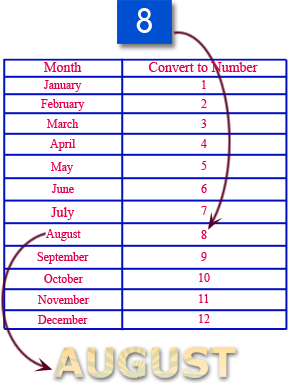 8
Month Convert to Number
January 1
February 2
March 3
April 4
May 5
June 6
July 7
August 8
September 9
October 10
November 11
December 12
AUGUST